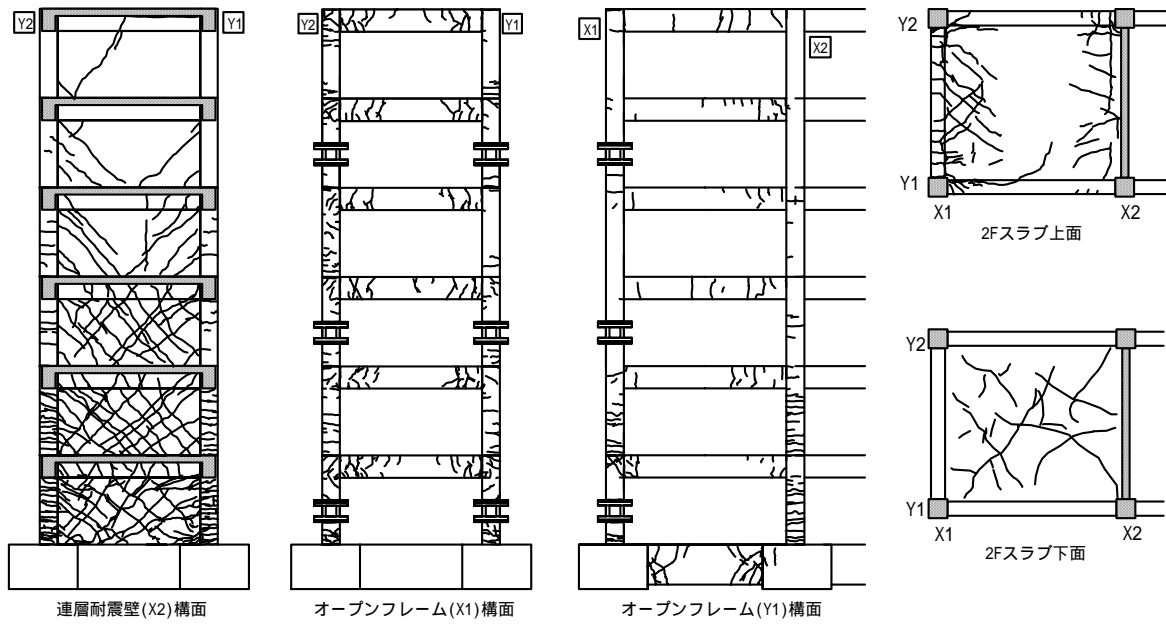 Y2
Y1
連層耐震壁(X2)構面
Y2
Y1
オープンフレーム(X1)構面
X1
X2
オープンフレーム(Y1)構面
Y2
Y1
X1
X2
2Fスラブ上面
Y2
Y1
X1
X2
2Fスラブ下面